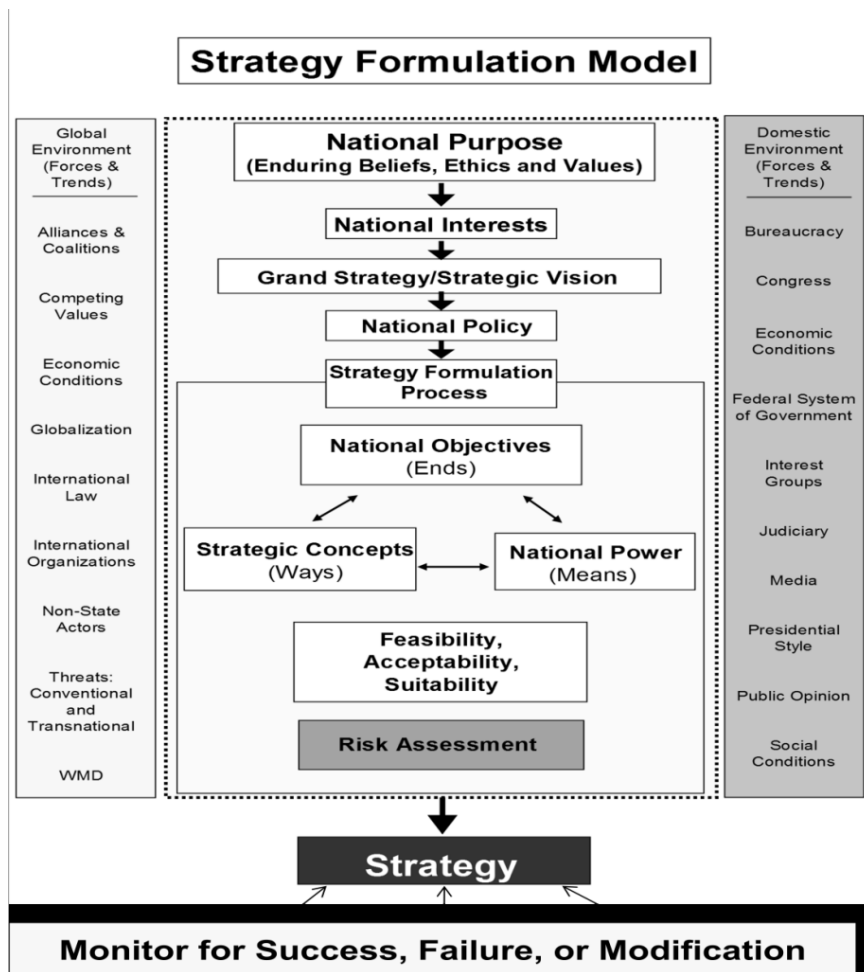 Strategy Formulation Model
Global
Environment
(Forces &
Trends)
Alliances &
Coalitions
Competing
Values
Economic
Conditions
Globalization
International
Law
International
Organizations
Non-State
Actors
Threats:
Conventional
and
Transnational
WMD
National Purpose
(Enduring Beliefs, Ethics and Values)
National Interests
Grand Strategy/Strategic Vision
National Policy
Strategy Formulation
Process
National Objectives
(Ends)
Strategic Concepts
(Ways)
National Power
(Means)
Feasibility,
Acceptability,
Suitability
Risk Assessment
Domestic
Environment
(Forces &
Trends)
Bureaucracy
Congress
Economic
Conditions
Federal System
of Government
Interest
Groups
Judiciary
Media
Presidential
Style
Public Opinion
Social
Conditions
Strategy
Monitor for Success, Failure, or Modification